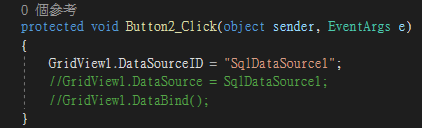 0 個參考
protected void Button2_Click(object sender, EventArgs e)
{
GridView1.DataSourceID = "SqlDataSource1";
//GridView1.DataSource = SqlDataSource1;
//GridView1.DataBind();
}